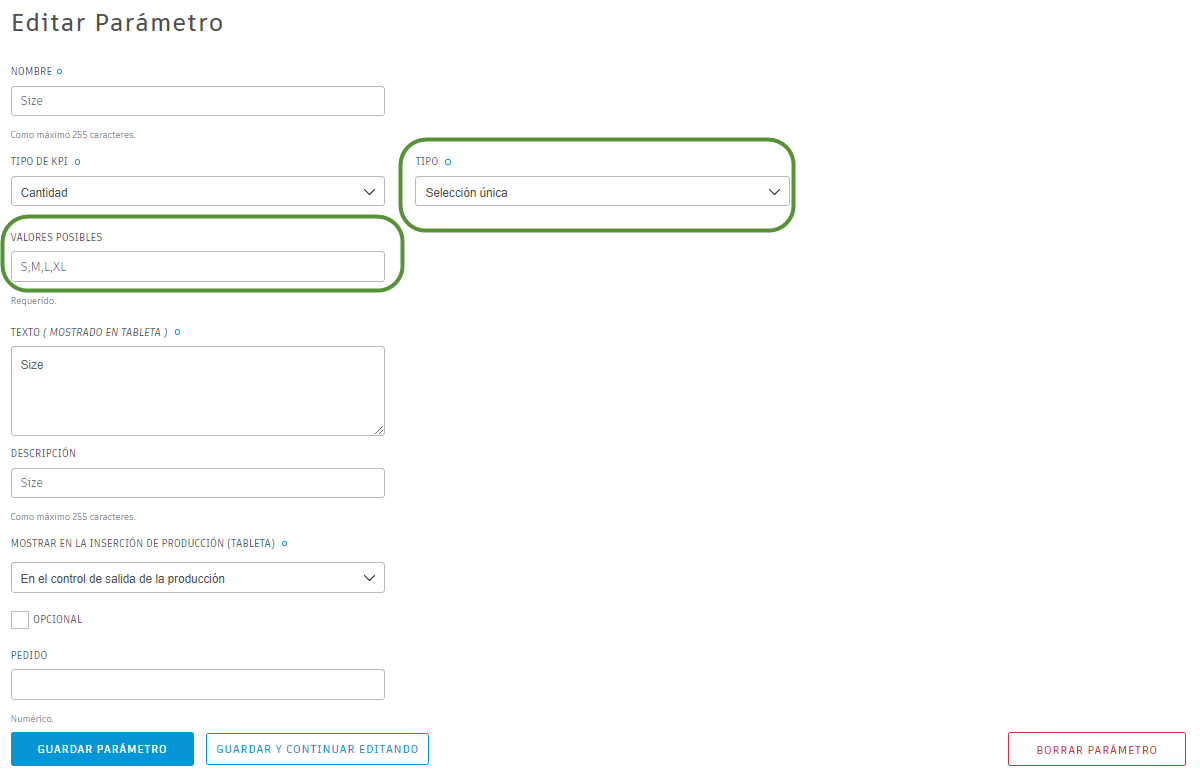 Editar Parámetro
NOMBRE
Size
Como máximo 255 caracteres.
TIPO DE KPI
TIPO
Cantidad
Selección única
VALORES POSIBLES
S,M,L,XL
Requerido.
TEXTO ( MOSTRADO EN TABLETA )
Size
DESCRIPCIÓN
Size
Como máximo 255 caracteres.
MOSTRAR EN LA INSERCIÓN DE PRODUCCIÓN (TABLETA)
En el control de salida de la producción
OPCIONAL
PEDIDO
Numérico.
GUARDAR PARÁMETRO
GUARDAR Y CONTINUAR EDITANDO
BORRAR PARÁMETRO